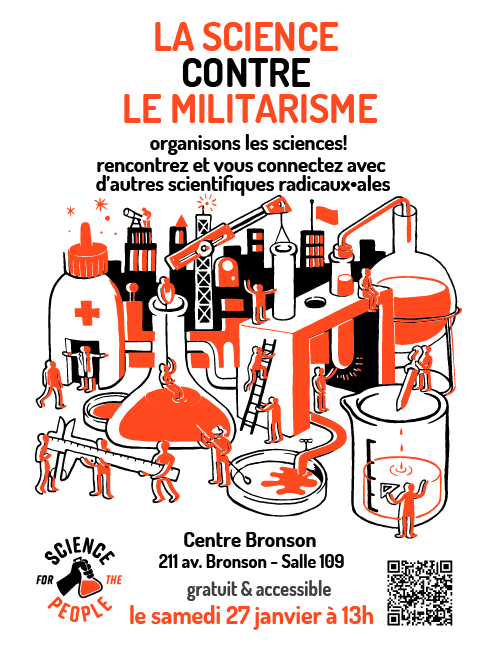 LA SCIENCE
CONTRE
LE MILITARISME
organisons les sciences!
rencontrez et vous connectez avec
d'autres scientifiques radicaux•ales
Centre Bronson
211 av. Bronson - Salle 109
gratuit & accessible
le samedi 27 janvier à 13h
SCIENCE
FOR THE
PEOPLE